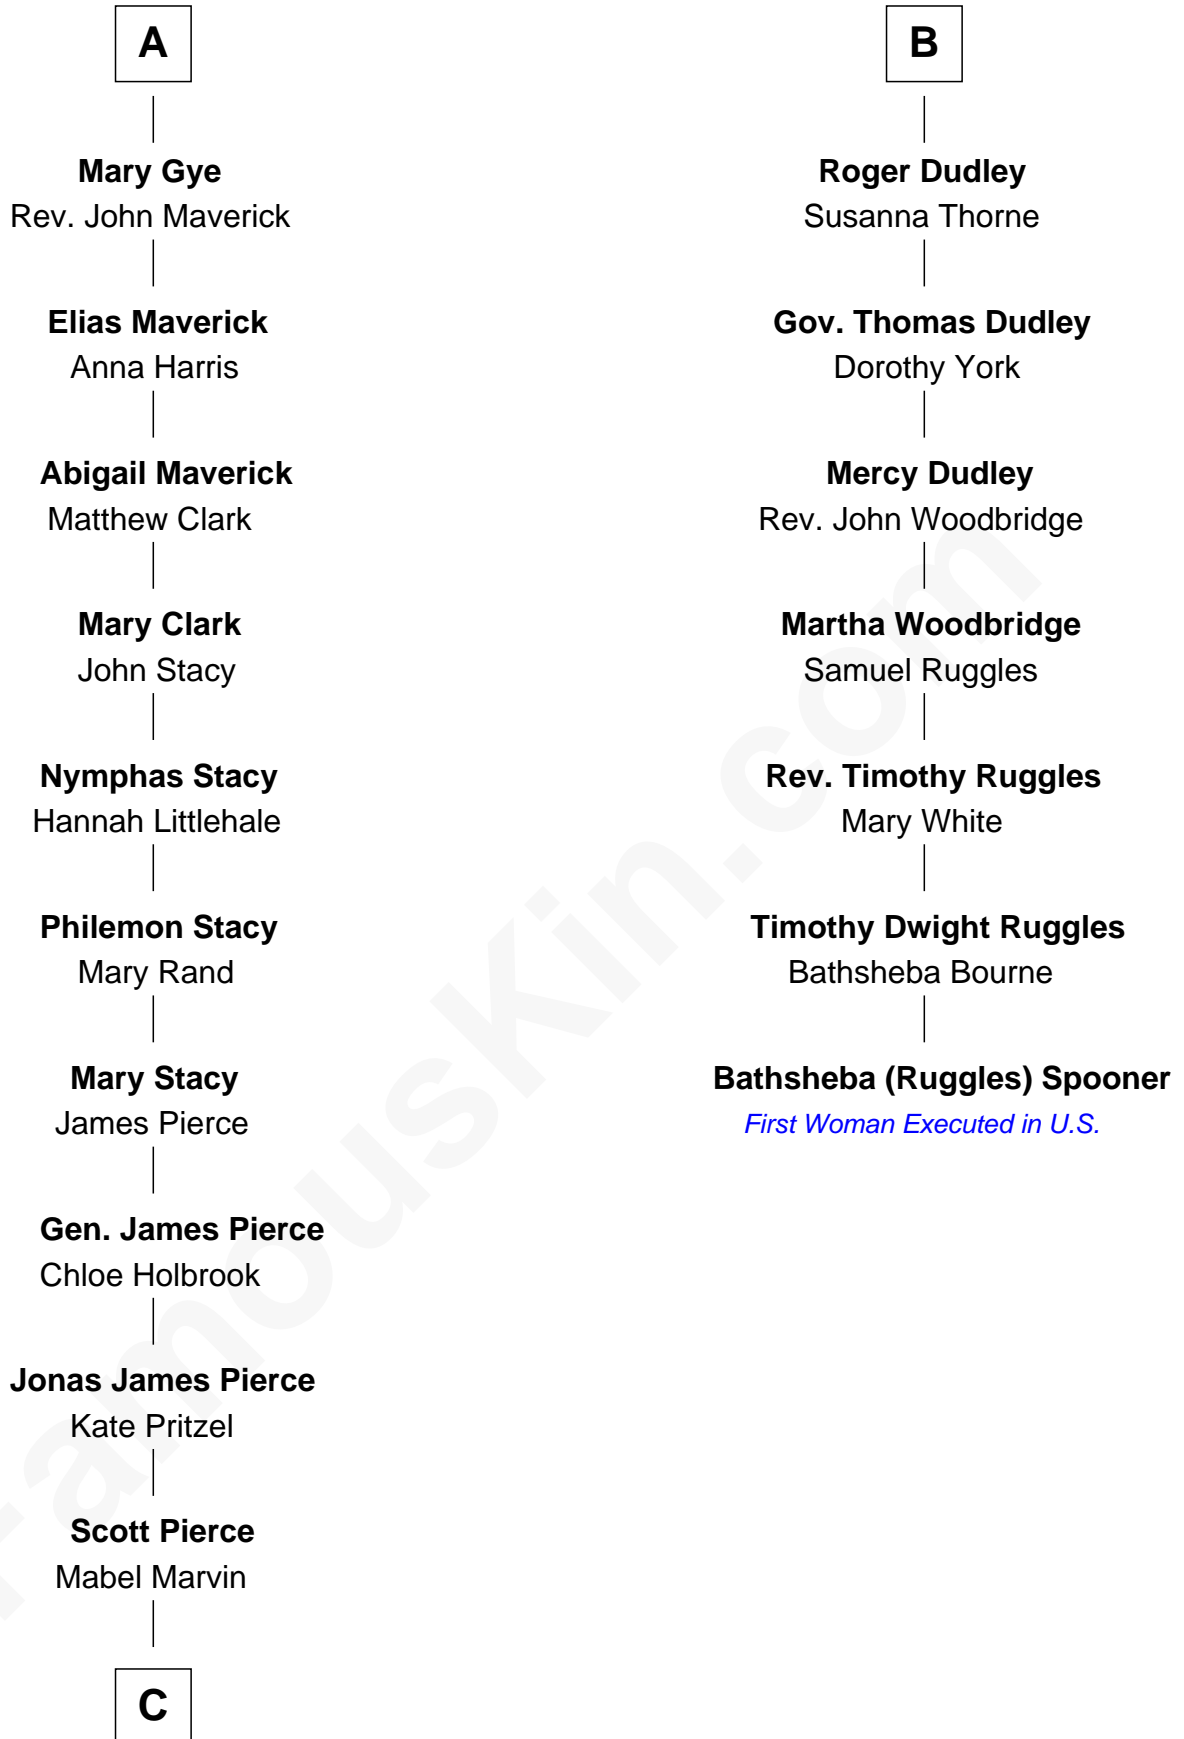 A
Mary Gye
Rev. John Maverick
Elias Maverick
Anna Harris
Abigail Maverick
Matthew Clark
Mary Clark
John Stacy
Nymphas Stacy
Hannah Littlehale
Philemon Stacy
Mary Rand
Mary Stacy
James Pierce
Gen. James Pierce
Chloe Holbrook
Jonas James Pierce
Kate Pritzel
Scott Pierce
Mabel Marvin
C
B
Roger Dudley
Susanna Thorne
Gov. Thomas Dudley
Dorothy York
Mercy Dudley
Rev. John Woodbridge
Martha Woodbridge
Samuel Ruggles
Rev. Timothy Ruggles
Mary White
Timothy Dwight Ruggles
Bathsheba Bourne
Bathsheba (Ruggles) Spooner
First Woman Executed in U.S.
FamousKin.com